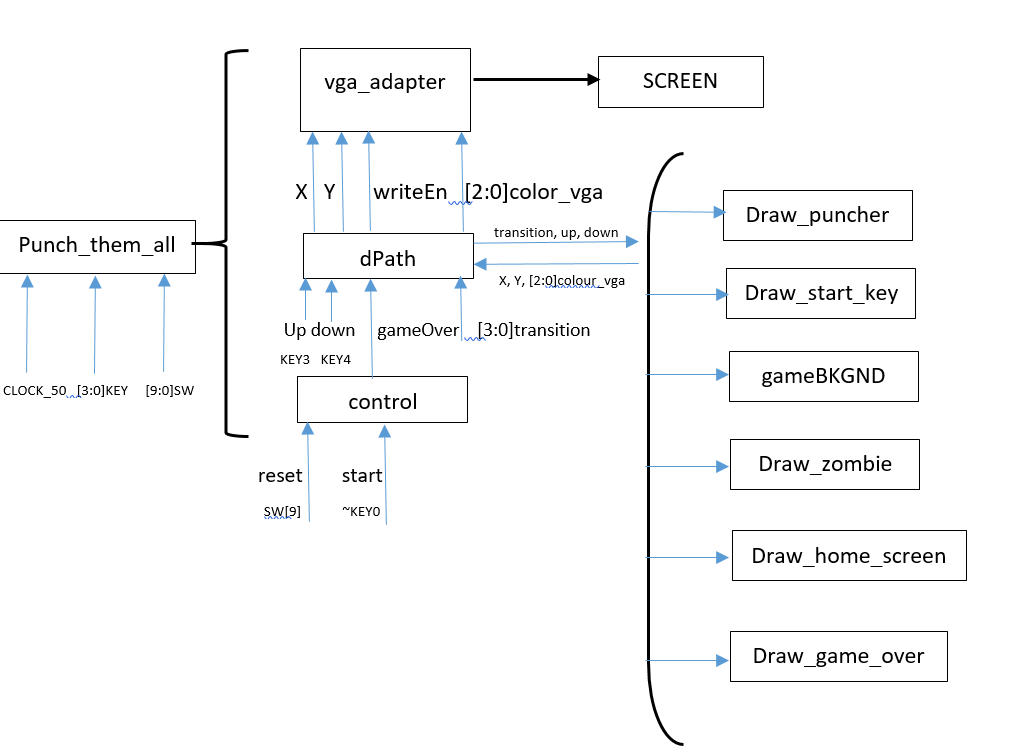 vga_adapter
SCREEN
X Y writeEn [2:0]color_vga
Draw_puncher
Punch_them_all
dPath
transition, up, down
X, Y, [2:0]colour_vga
Draw_start_key
Up down gameOver [3:0]transition
KEY3 KEY4
CLOCK_50 [3:0]KEY [9:0]SW
gameBKGND
control
reset start
SW[9] ~KEY0
Draw_zombie
Draw_home_screen
Draw_game_over